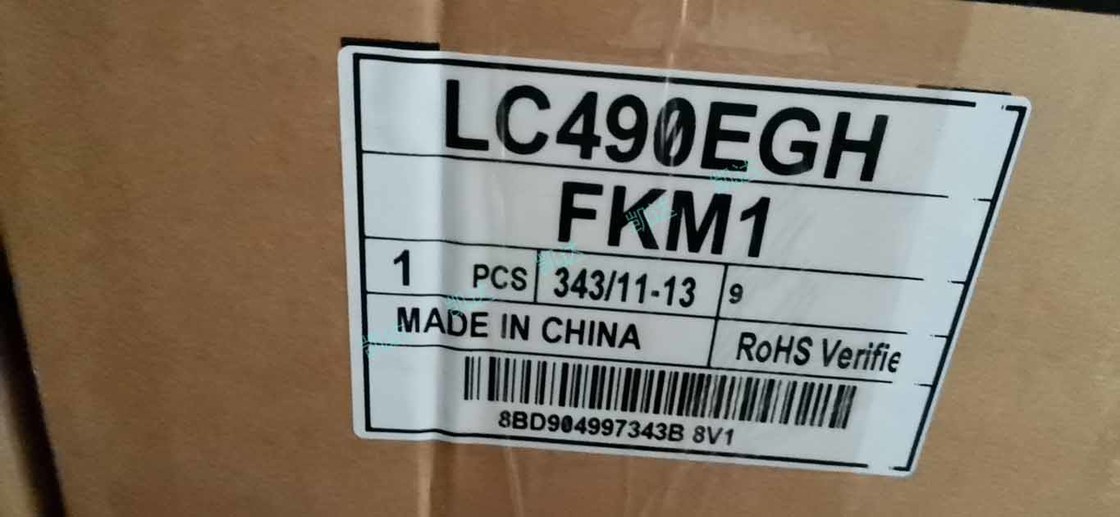 LC490EGH
FKM1
1 PCS 343/11-13 9
MADE IN CHINA RoHS Verifie
8BD904997343B 8V1